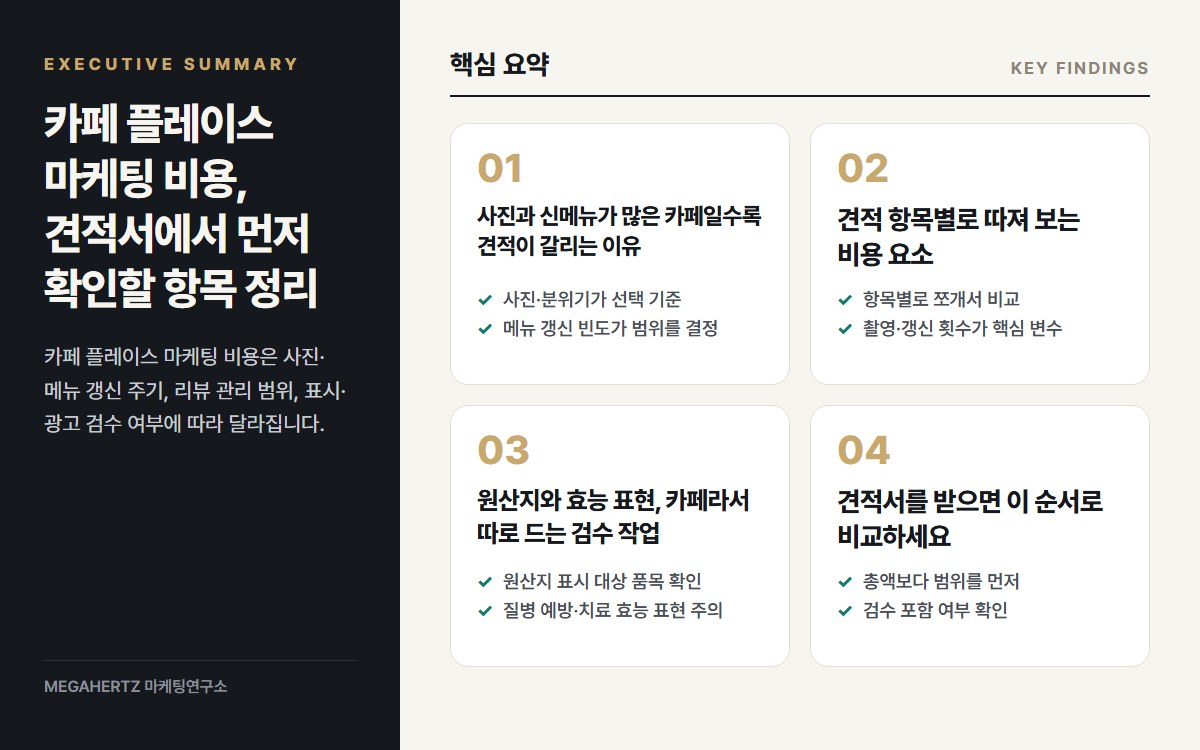 EXECUTIVE SUMMARY
카페 플레이스
마케팅 비용,
견적서에서 먼저
확인할 항목 정리
카페 플레이스 마케팅 비용은 사진·
메뉴 갱신 주기, 리뷰 관리 범위, 표시·
광고 검수 여부에 따라 달라집니다.
MEGAHERTZ 마케팅연구소
핵심 요약
KEY FINDINGS
01
사진과 신메뉴가 많은 카페일수록
견적이 갈리는 이유
✓ 사진·분위기가 선택 기준
✓ 메뉴 갱신 빈도가 범위를 결정
02
견적 항목별로 따져 보는
비용 요소
✓ 항목별로 쪼개서 비교
✓ 촬영·갱신 횟수가 핵심 변수
03
원산지와 효능 표현, 카페라서
따로 드는 검수 작업
✓ 원산지 표시 대상 품목 확인
✓ 질병 예방·치료 효능 표현 주의
04
견적서를 받으면 이 순서로
비교하세요
✓ 총액보다 범위를 먼저
✓ 검수 포함 여부 확인